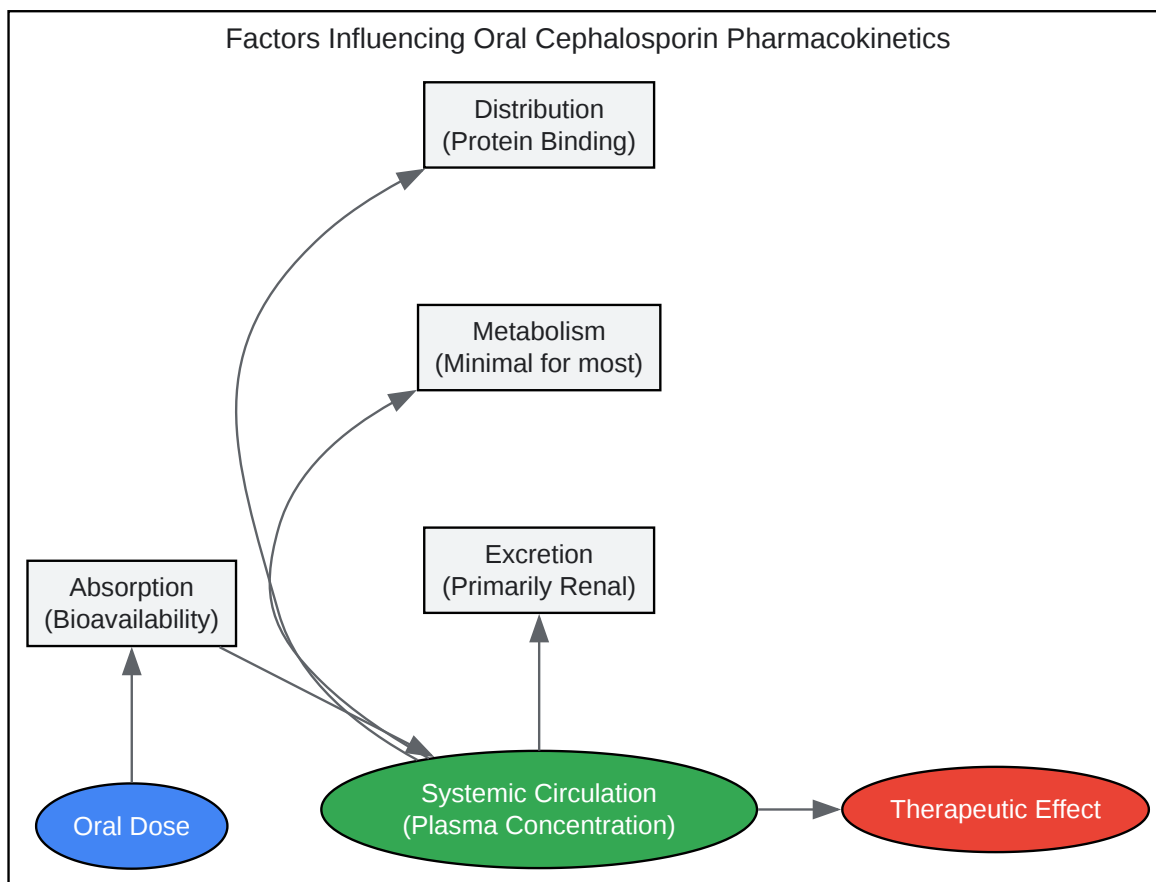 Factors Influencing Oral Cephalosporin Pharmacokinetics
Distribution
(Protein Binding)
Metabolism
(Minimal for most)
Excretion
(Primarily Renal)
Absorption
(Bioavailability)
Oral Dose
Systemic Circulation
(Plasma Concentration)
Therapeutic Effect